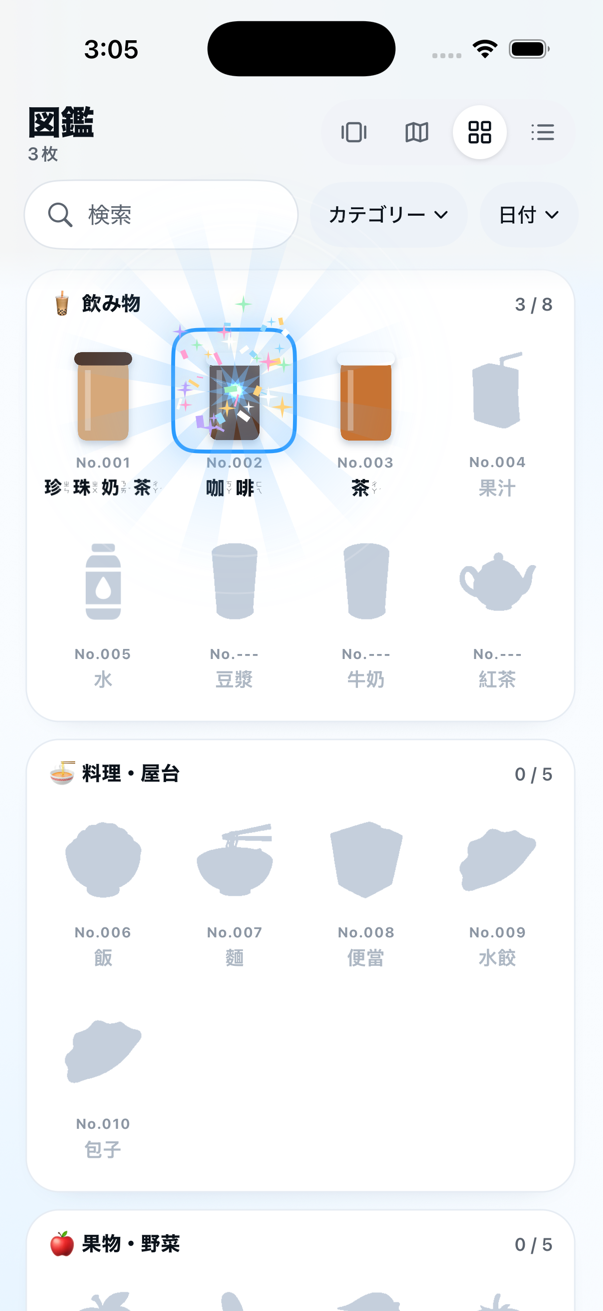 3:05
図鑑
3枚
検索
カテゴリー
日付
飲み物
3 / 8
No.001
No.002
No.003
No.004
珍珠奶茶
咖啡
茶
果汁
No.005
No.---
No.---
No.---
水
豆漿
牛奶
紅茶
料理・屋台
0 / 5
No.006
No.007
No.008
No.009
飯
麵
便當
水餃
No.010
包子
果物・野菜
0 / 5